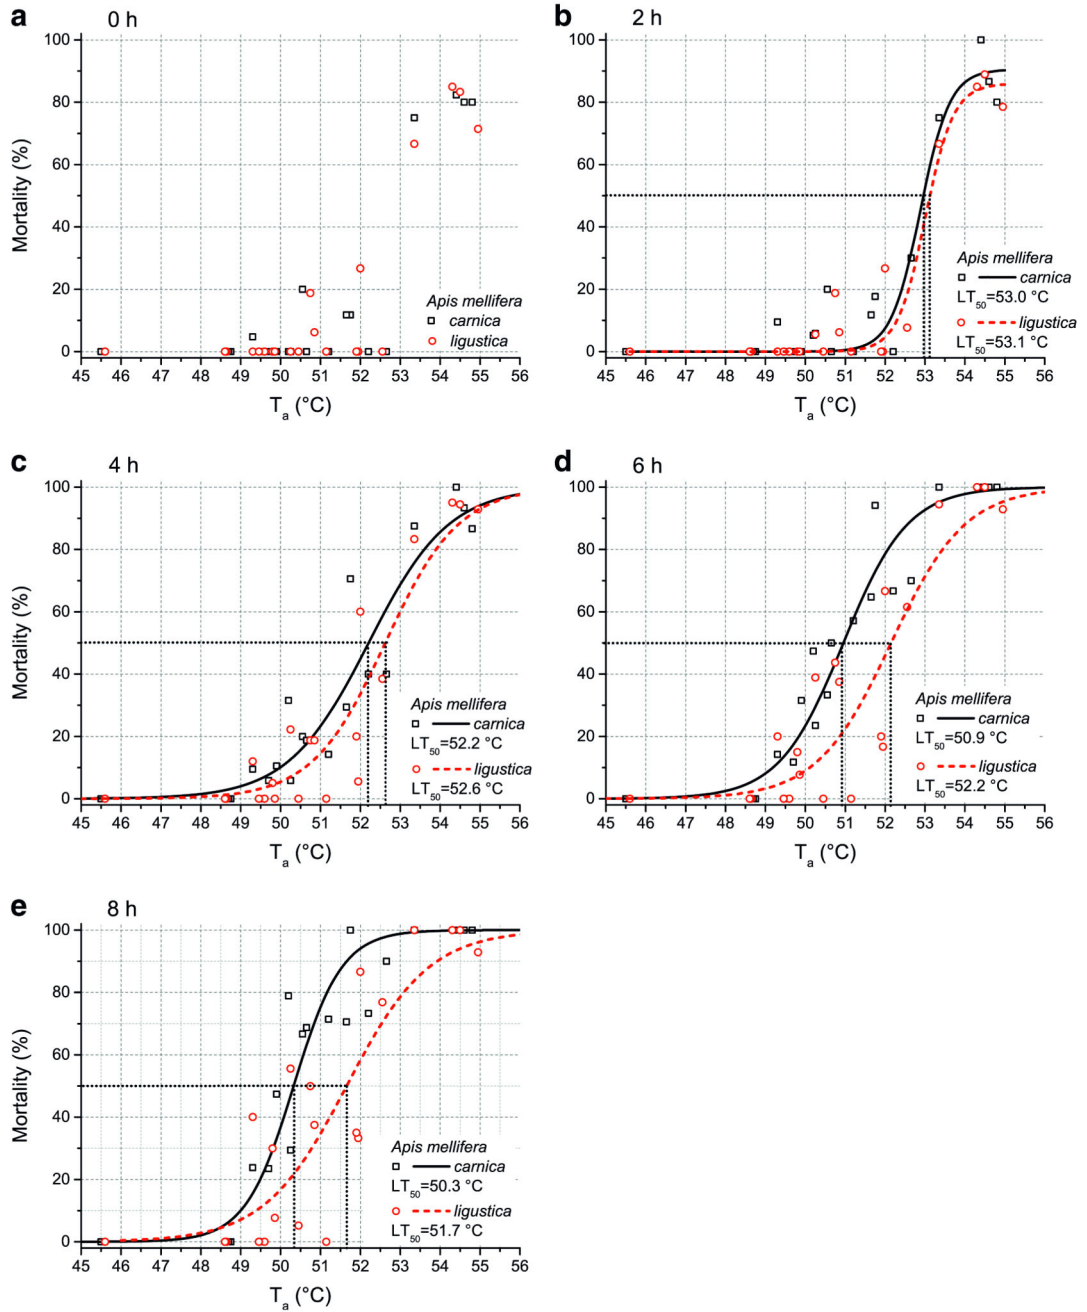 a 0 h
Mortality (%)
100
80
60
40
20
0
Apis mellifera
carnica
ligustica
45 46 47 48 49 50 51 52 53 54 55 56
Ta (°C)
b 2 h
100
80
60
40
20
0
Apis mellifera
carnica
LT50=53.0 °C
ligustica
LT50=53.1 °C
45 46 47 48 49 50 51 52 53 54 55 56
Ta (°C)
c 4 h
Mortality (%)
100
80
60
40
20
0
Apis mellifera
carnica
LT50=52.2 °C
ligustica
LT50=52.6 °C
45 46 47 48 49 50 51 52 53 54 55 56
Ta (°C)
d 6 h
100
80
60
40
20
0
Apis mellifera
carnica
LT50=50.9 °C
ligustica
LT50=52.2 °C
45 46 47 48 49 50 51 52 53 54 55 56
Ta (°C)
e 8 h
Mortality (%)
100
80
60
40
20
0
Apis mellifera
carnica
LT50=50.3 °C
ligustica
LT50=51.7 °C
45 46 47 48 49 50 51 52 53 54 55 56
Ta (°C)